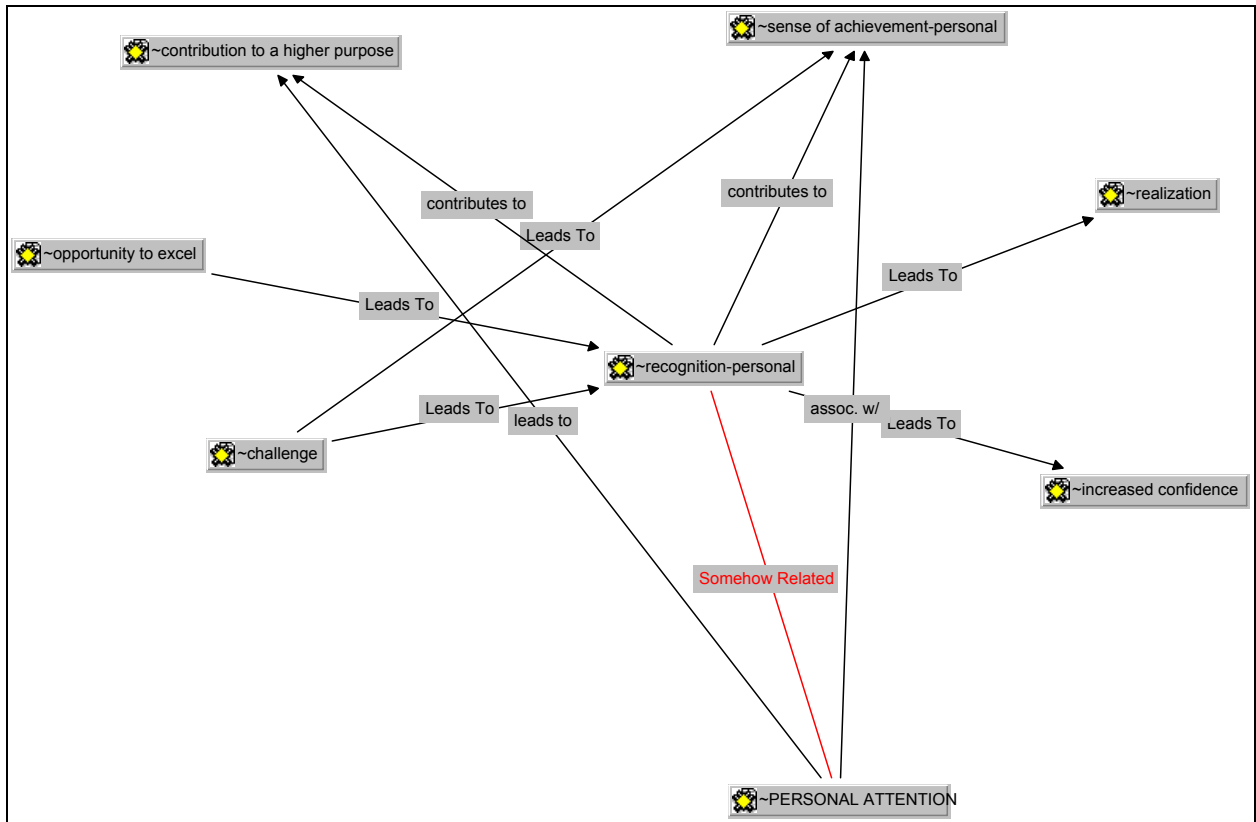 ~contribution to a higher purpose
~sense of achievement-personal
contributes to
contributes to
~realization
Leads To
~opportunity to excel
Leads To
Leads To
~recognition-personal
Leads To
leads to
assoc. w/
Leads To
~challenge
~increased confidence
Somehow Related
~PERSONAL ATTENTION